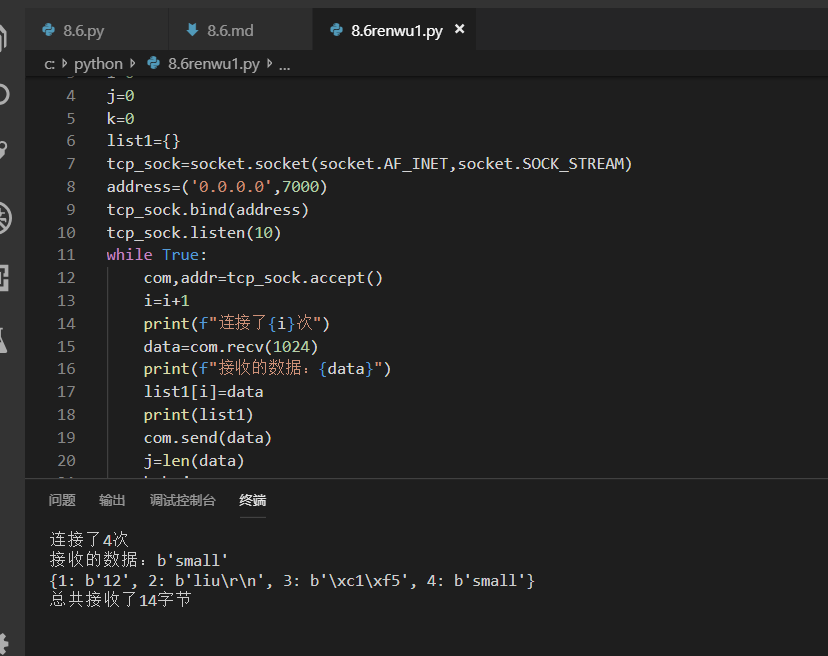 8.6.py
8.6.md
8.6renwu1.py ×
c: > python > 8.6renwu1.py > ...
4 j=0
5 k=0
6 list1={}
7 tcp_sock=socket.socket(socket.AF_INET,socket.SOCK_STREAM)
8 address=('0.0.0.0',7000)
9 tcp_sock.bind(address)
10 tcp_sock.listen(10)
11 while True:
12 com,addr=tcp_sock.accept()
13 i=i+1
14 print(f"连接了{i}次")
15 data=com.recv(1024)
16 print(f"接收的数据：{data}")
17 list1[i]=data
18 print(list1)
19 com.send(data)
20 j=len(data)
问题 输出 调试控制台 终端
连接了4次
接收的数据：b'small'
{1: b'12', 2: b'liu\r\n', 3: b'\xc1\xf5', 4: b'small'}
总共接收了14字节